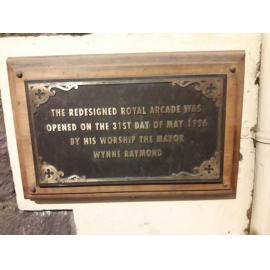 THE REDESIGNED ROYAL ARCADE WAS
OPENED ON THE 31ST DAY OF MAY 1996
BY HIS WORSHIP THE MAYOR
WYNNE RAYMOND